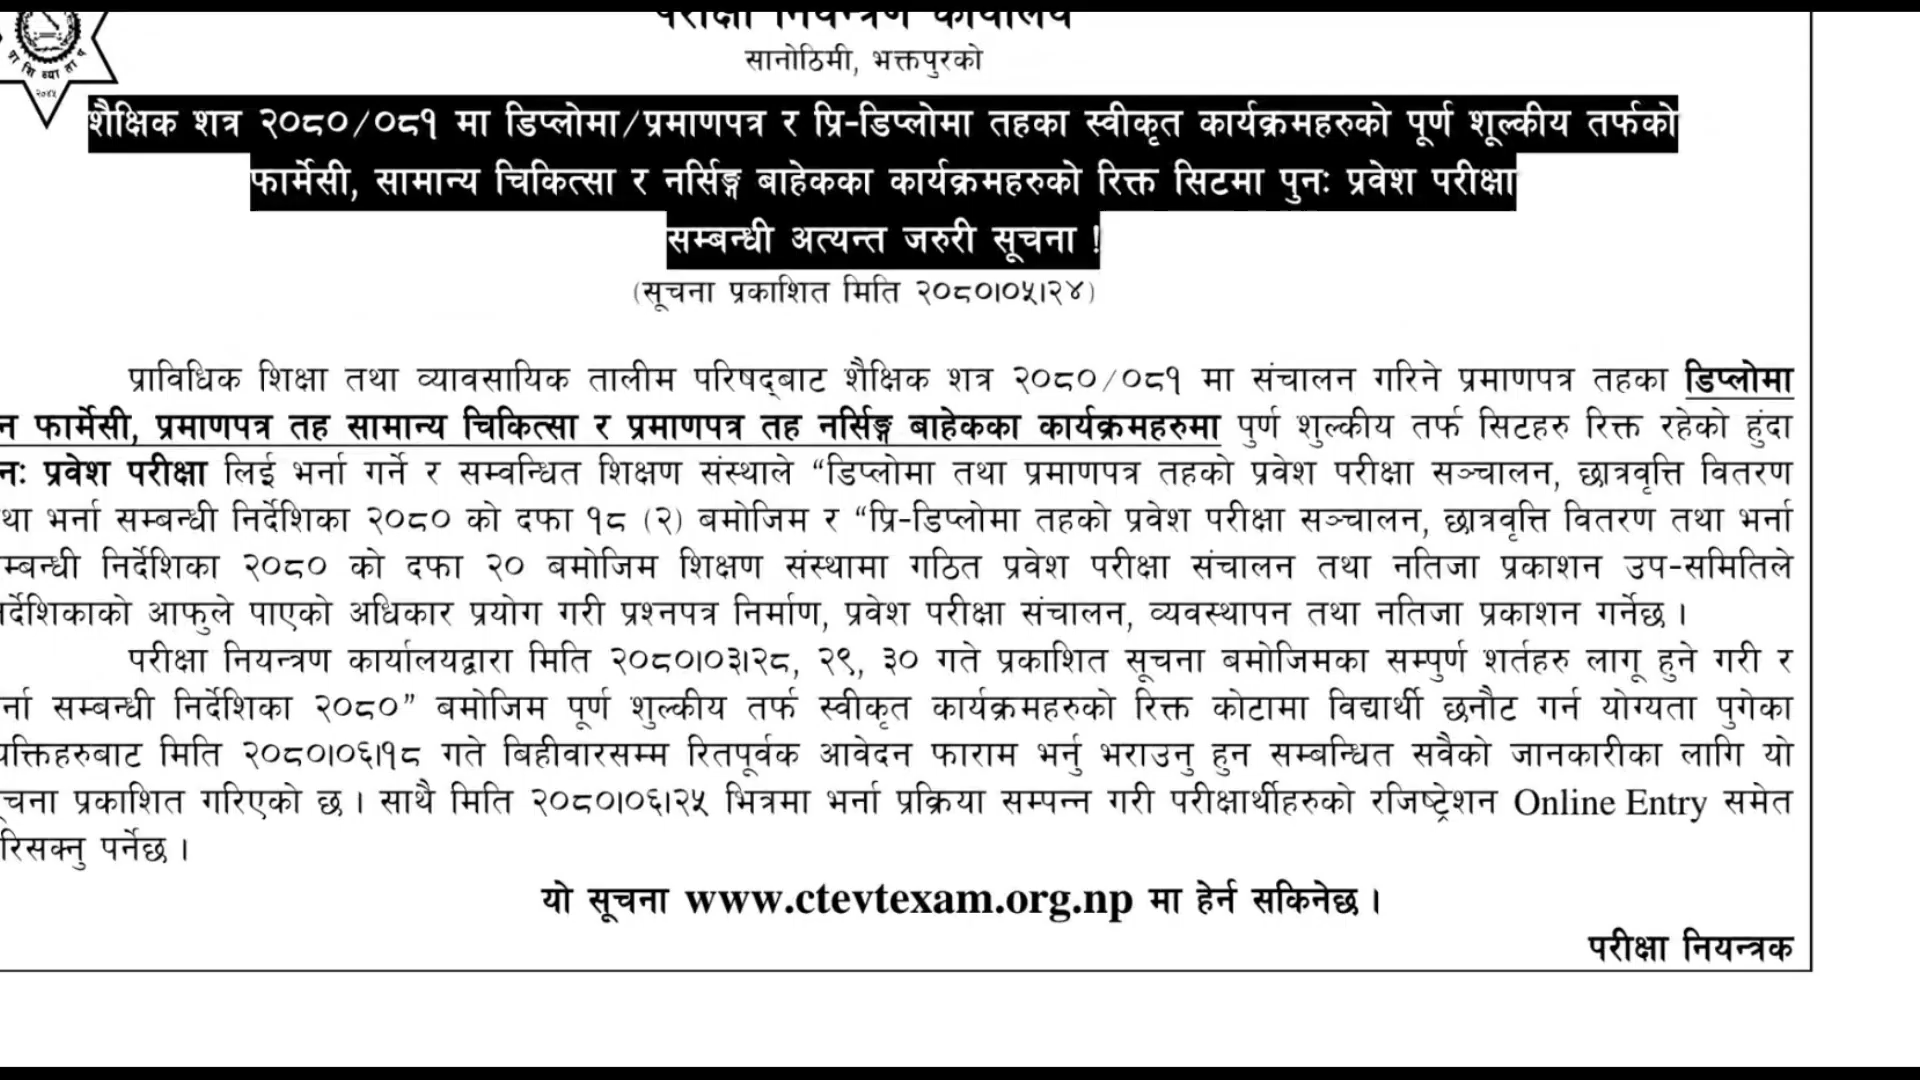 परीक्षा नियन्त्रण कार्यालय
सानोठिमी, भक्तपुरको
शैक्षिक शत्र २०८०/०८१ मा डिप्लोमा/प्रमाणपत्र र प्रि-डिप्लोमा तहका स्वीकृत कार्यक्रमहरुको पूर्ण शूल्कीय तर्फको
फार्मेसी, सामान्य चिकित्सा र नर्सिङ्ग बाहेकका कार्यक्रमहरुको रिक्त सिटमा पुनः प्रवेश परीक्षा
सम्बन्धी अत्यन्त जरुरी सूचना !
(सूचना प्रकाशित मिति २०८०।०५।२४)
प्राविधिक शिक्षा तथा व्यावसायिक तालीम परिषद्बाट शैक्षिक शत्र २०८०/०८१ मा संचालन गरिने प्रमाणपत्र तहका डिप्लोमा
न फार्मेसी, प्रमाणपत्र तह सामान्य चिकित्सा र प्रमाणपत्र तह नर्सिङ्ग बाहेकका कार्यक्रमहरुमा पुर्ण शुल्कीय तर्फ सिटहरु रिक्त रहेको हुंदा
नः प्रवेश परीक्षा लिई भर्ना गर्ने र सम्वन्धित शिक्षण संस्थाले “डिप्लोमा तथा प्रमाणपत्र तहको प्रवेश परीक्षा सञ्चालन, छात्रवृत्ति वितरण
था भर्ना सम्बन्धी निर्देशिका २०८० को दफा १८ (२) बमोजिम र “प्रि-डिप्लोमा तहको प्रवेश परीक्षा सञ्चालन, छात्रवृत्ति वितरण तथा भर्ना
म्बन्धी निर्देशिका २०८० को दफा २० बमोजिम शिक्षण संस्थामा गठित प्रवेश परीक्षा संचालन तथा नतिजा प्रकाशन उप-समितिले
र्देशिकाको आफुले पाएको अधिकार प्रयोग गरी प्रश्नपत्र निर्माण, प्रवेश परीक्षा संचालन, व्यवस्थापन तथा नतिजा प्रकाशन गर्नेछ ।
परीक्षा नियन्त्रण कार्यालयद्वारा मिति २०८०।०३।२८, २९, ३० गते प्रकाशित सूचना बमोजिमका सम्पुर्ण शर्तहरु लागू हुने गरी र
र्ना सम्बन्धी निर्देशिका २०८०” बमोजिम पूर्ण शुल्कीय तर्फ स्वीकृत कार्यक्रमहरुको रिक्त कोटामा विद्यार्थी छनौट गर्न योग्यता पुगेका
यक्तिहरुबाट मिति २०८०।०६।१८ गते बिहीवारसम्म रितपूर्वक आवेदन फाराम भर्नु भराउनु हुन सम्बन्धित सवैको जानकारीका लागि यो
चना प्रकाशित गरिएको छ । साथै मिति २०८०।०६।२५ भित्रमा भर्ना प्रक्रिया सम्पन्न गरी परीक्षार्थीहरुको रजिष्ट्रेशन Online Entry समेत
रिसक्नु पर्नेछ ।
यो सूचना www.ctevtexam.org.np मा हेर्न सकिनेछ ।
परीक्षा नियन्त्रक